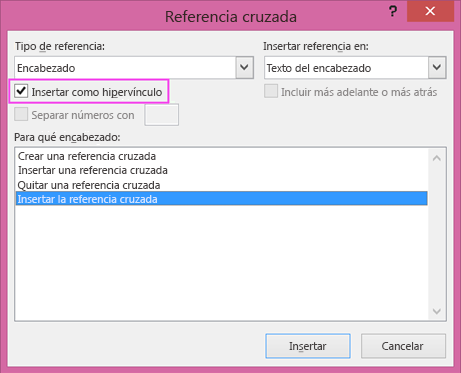 Referencia cruzada
?
Tipo de referencia:
Insertar referencia en:
Encabezado
Texto del encabezado
Insertar como hipervínculo
Incluir más adelante o más atrás
Separar números con
Para qué encabezado:
Crear una referencia cruzada
Insertar una referencia cruzada
Quitar una referencia cruzada
Insertar la referencia cruzada
Insertar
Cancelar